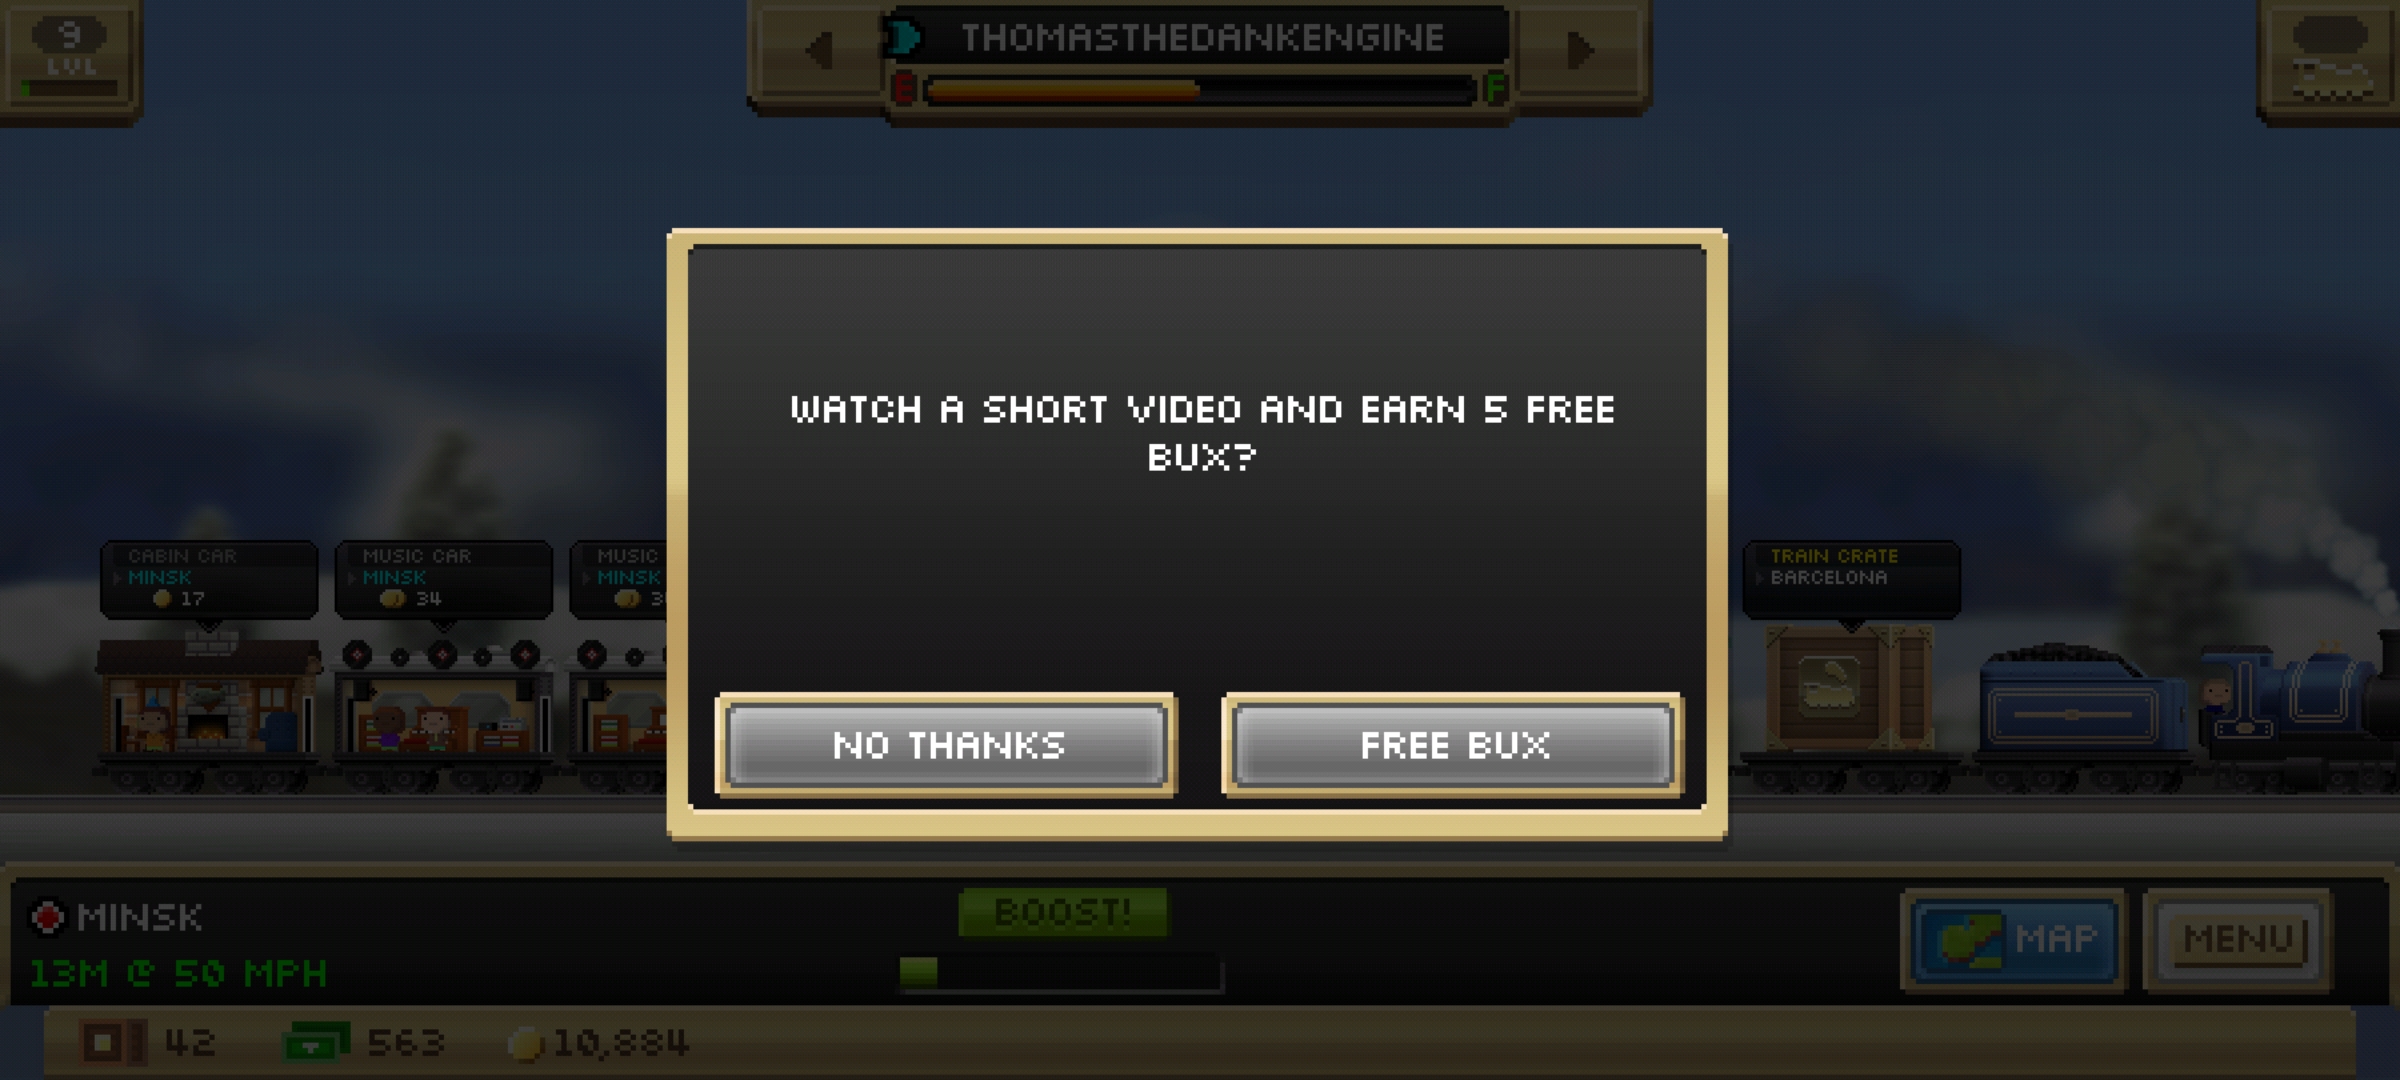 9
LVL
THOMASTHEDANKENGINE
E
F
WATCH A SHORT VIDEO AND EARN 5 FREE
BUX?
NO THANKS
FREE BUX
CABIN CAR
MINSK
17
MUSIC CAR
MINSK
34
MUSIC
MINSK
TRAIN CRATE
BARCELONA
MINSK
13M @ 50 MPH
BOOST!
MAP
MENU
42
563
10,884